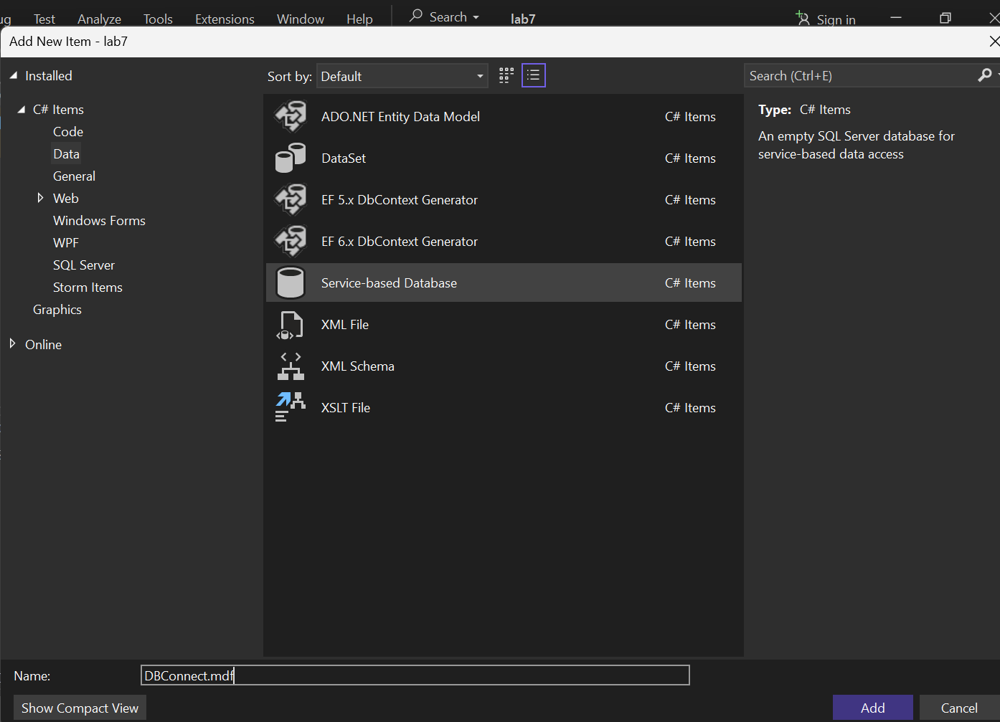 ug Test Analyze Tools Extensions Window Help Search lab7 Sign in
Add New Item - lab7
Installed
C# Items
Code
Data
General
Web
Windows Forms
WPF
SQL Server
Storm Items
Graphics
Online
Sort by: Default
ADO.NET Entity Data Model C# Items
DataSet C# Items
EF 5.x DbContext Generator C# Items
EF 6.x DbContext Generator C# Items
Service-based Database C# Items
XML File C# Items
XML Schema C# Items
XSLT File C# Items
Search (Ctrl+E)
Type: C# Items
An empty SQL Server database for
service-based data access
Name: DBConnect.mdf
Show Compact View Add Cancel